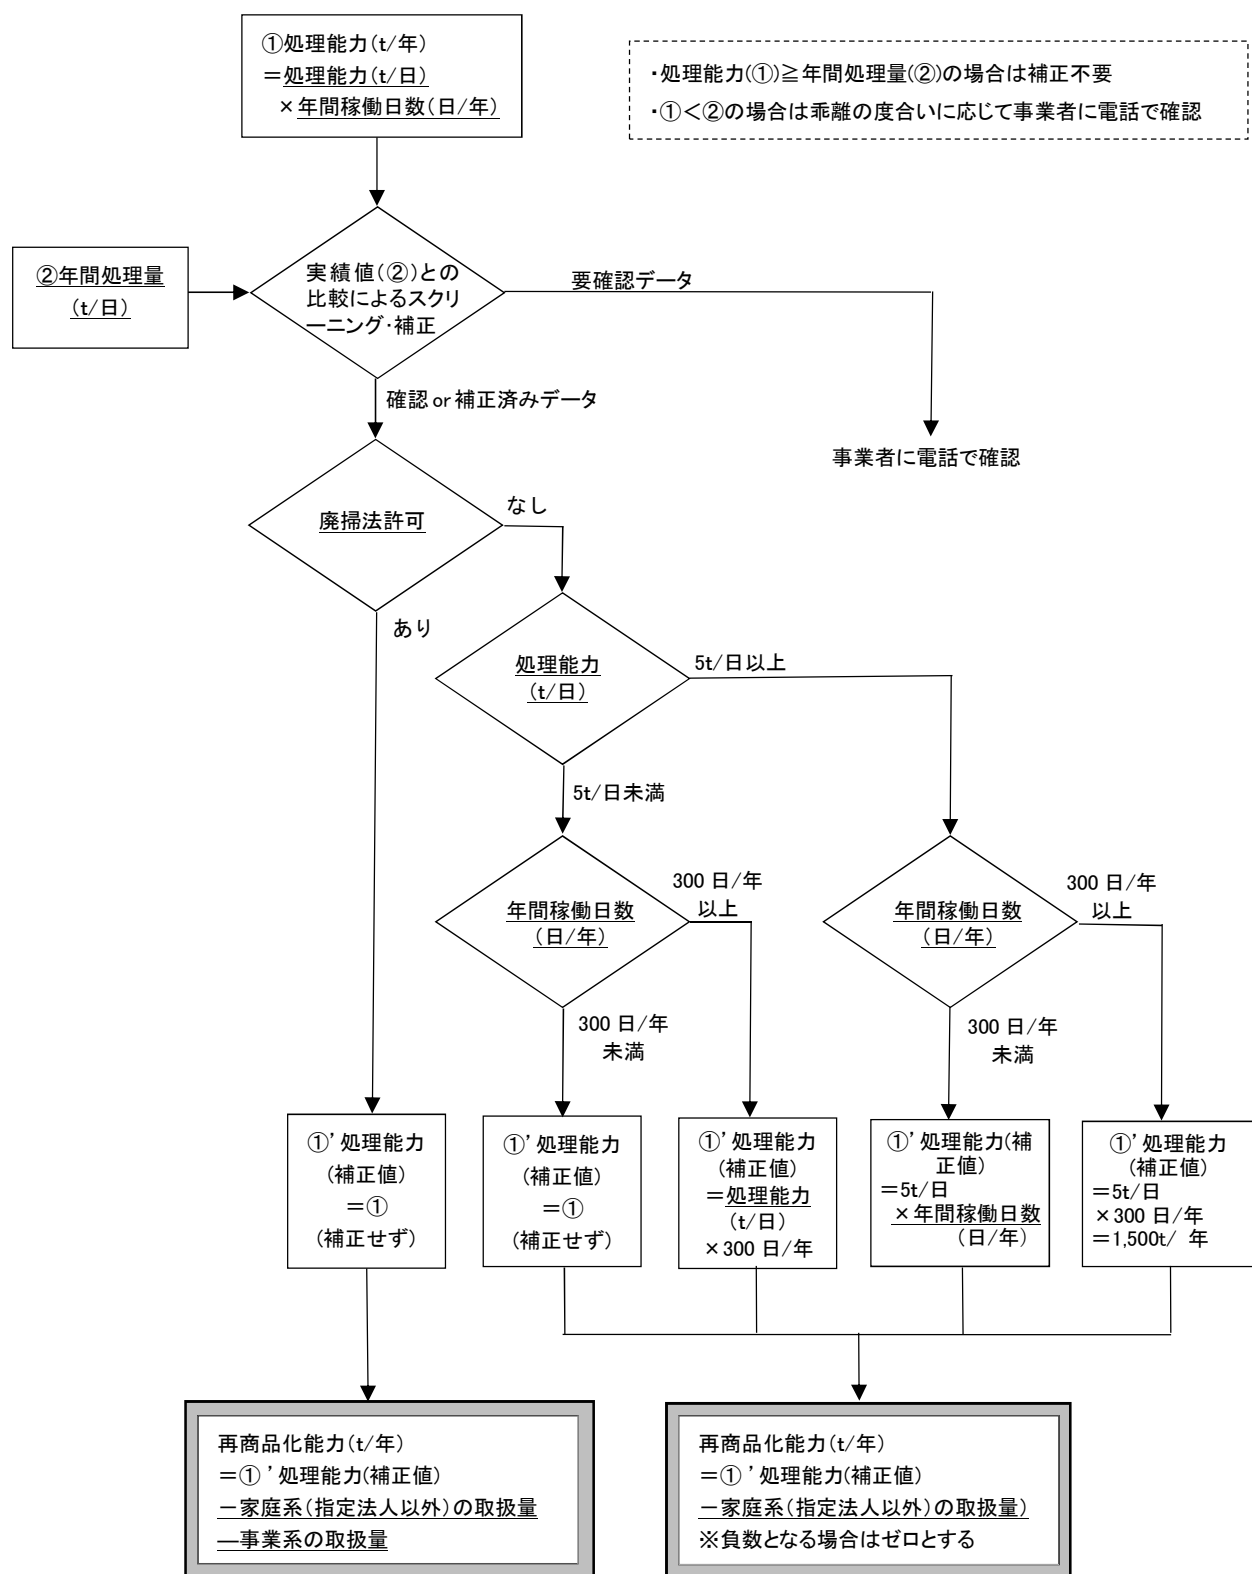 ①処理能力(t/年)
＝処理能力(t/日)
×年間稼働日数(日/年)
・処理能力(①)≧年間処理量(②)の場合は補正不要
・①＜②の場合は乖離の度合いに応じて事業者に電話で確認
②年間処理量
(t/日)
実績値(②)との
比較によるスクリ
ーニング・補正
要確認データ
確認 or 補正済みデータ
事業者に電話で確認
廃掃法許可
なし
あり
処理能力
(t/日)
5t/日以上
5t/日未満
年間稼働日数
(日/年)
300 日/年
以上
年間稼働日数
(日/年)
300 日/年
以上
300 日/年
未満
300 日/年
未満
①’処理能力
(補正値)
＝①
(補正せず)
①’処理能力
(補正値)
＝①
(補正せず)
①’処理能力
(補正値)
＝処理能力
(t/日)
×300 日/年
①’処理能力(補
正値)
＝5t/日
×年間稼働日数
(日/年)
①’処理能力
(補正値)
＝5t/日
×300 日/年
＝1,500t/ 年
再商品化能力(t/年)
＝①’処理能力(補正値)
－家庭系(指定法人以外)の取扱量
―事業系の取扱量
再商品化能力(t/年)
＝①’処理能力(補正値)
－家庭系(指定法人以外)の取扱量)
※負数となる場合はゼロとする